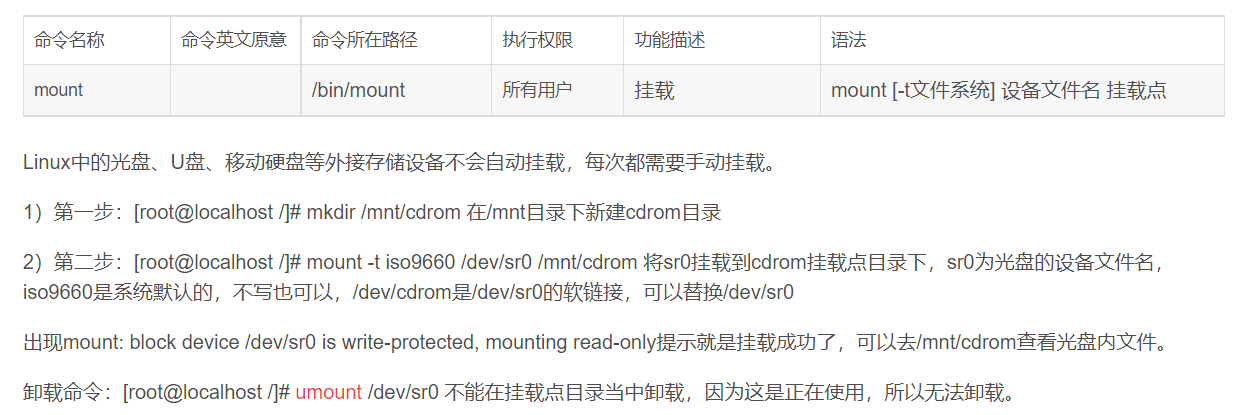 命令名称 命令英文原意 命令所在路径 执行权限 功能描述 语法
mount /bin/mount 所有用户 挂载 mount [-t文件系统] 设备文件名 挂载点
Linux中的光盘、U盘、移动硬盘等外接存储设备不会自动挂载，每次都需要手动挂载。
1）第一步：[root@localhost /]# mkdir /mnt/cdrom 在/mnt目录下新建cdrom目录
2）第二步：[root@localhost /]# mount -t iso9660 /dev/sr0 /mnt/cdrom 将sr0挂载到cdrom挂载点目录下，sr0为光盘的设备文件名，
iso9660是系统默认的，不写也可以，/dev/cdrom是/dev/sr0的软链接，可以替换/dev/sr0
出现mount: block device /dev/sr0 is write-protected, mounting read-only提示就是挂载成功了，可以去/mnt/cdrom查看光盘内文件。
卸载命令：[root@localhost /]# umount /dev/sr0 不能在挂载点目录当中卸载，因为这是正在使用，所以无法卸载。